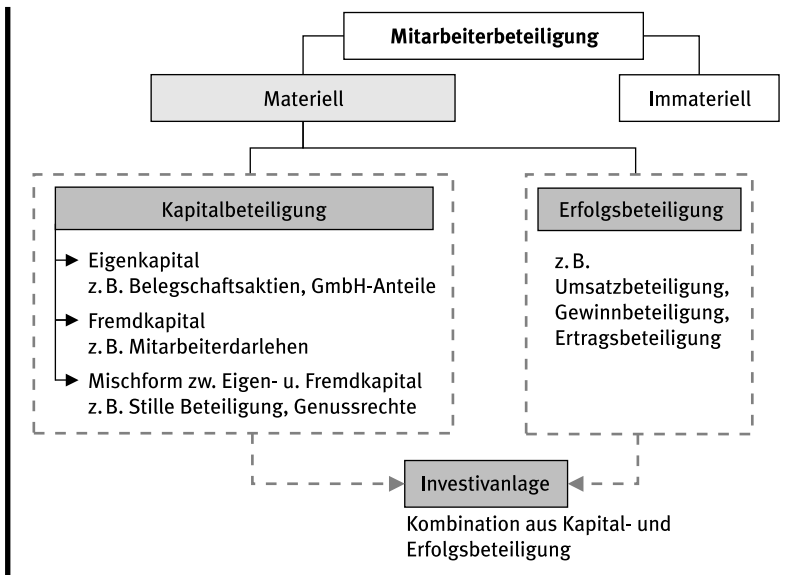 Mitarbeiterbeteiligung
Materiell
Immateriell
Kapitalbeteiligung
Eigenkapital
z. B. Belegschaftsaktien, GmbH-Anteile
Fremdkapital
z. B. Mitarbeiterdarlehen
Mischform zw. Eigen- u. Fremdkapital
z. B. Stille Beteiligung, Genussrechte
Erfolgsbeteiligung
z. B.
Umsatzbeteiligung,
Gewinnbeteiligung,
Ertragsbeteiligung
Investivanlage
Kombination aus Kapital- und
Erfolgsbeteiligung